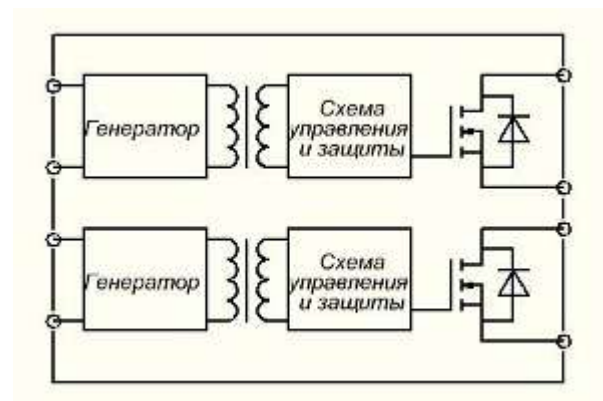 Генератор
Схема
управления
и защиты
Генератор
Схема
управления
и защиты